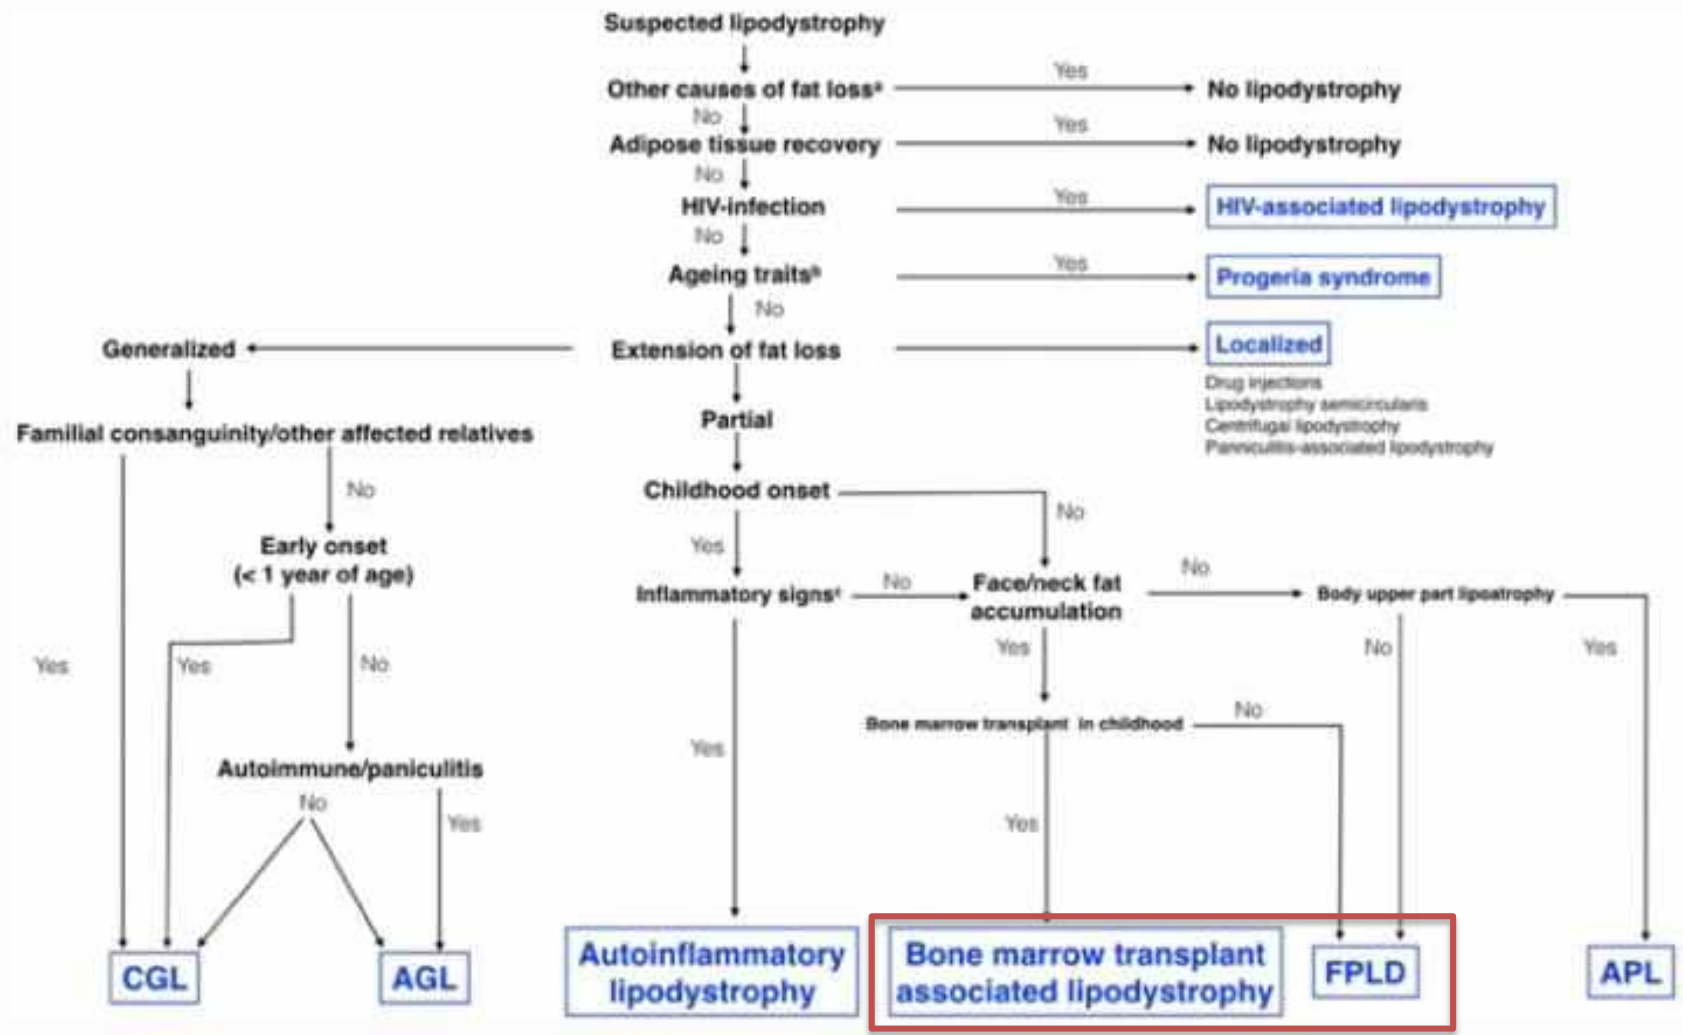 Suspected lipodystrophy
Yes
Other causes of fat lossᵃ
No lipodystrophy
No
Yes
Adipose tissue recovery
No lipodystrophy
No
Yes
HIV-infection
HIV-associated lipodystrophy
No
Yes
Ageing traitsᵇ
Progeria syndrome
No
Generalized
Extension of fat loss
Localized
Drug injections
Lipodystrophy semicircularis
Centrifugal lipodystrophy
Panniculitis-associated lipodystrophy
Partial
Familial consanguinity/other affected relatives
Childhood onset
No
No
Yes
Early onset
(< 1 year of age)
Inflammatory signsᶜ
No
Face/neck fat
accumulation
No
Body upper part lipoatrophy
Yes
No
Yes
Yes
Yes
No
Bone marrow transplant in childhood
No
Yes
Autoimmune/paniculitis
No
Yes
Yes
CGL
AGL
Autoinflammatory
lipodystrophy
Bone marrow transplant
associated lipodystrophy
FPLD
APL